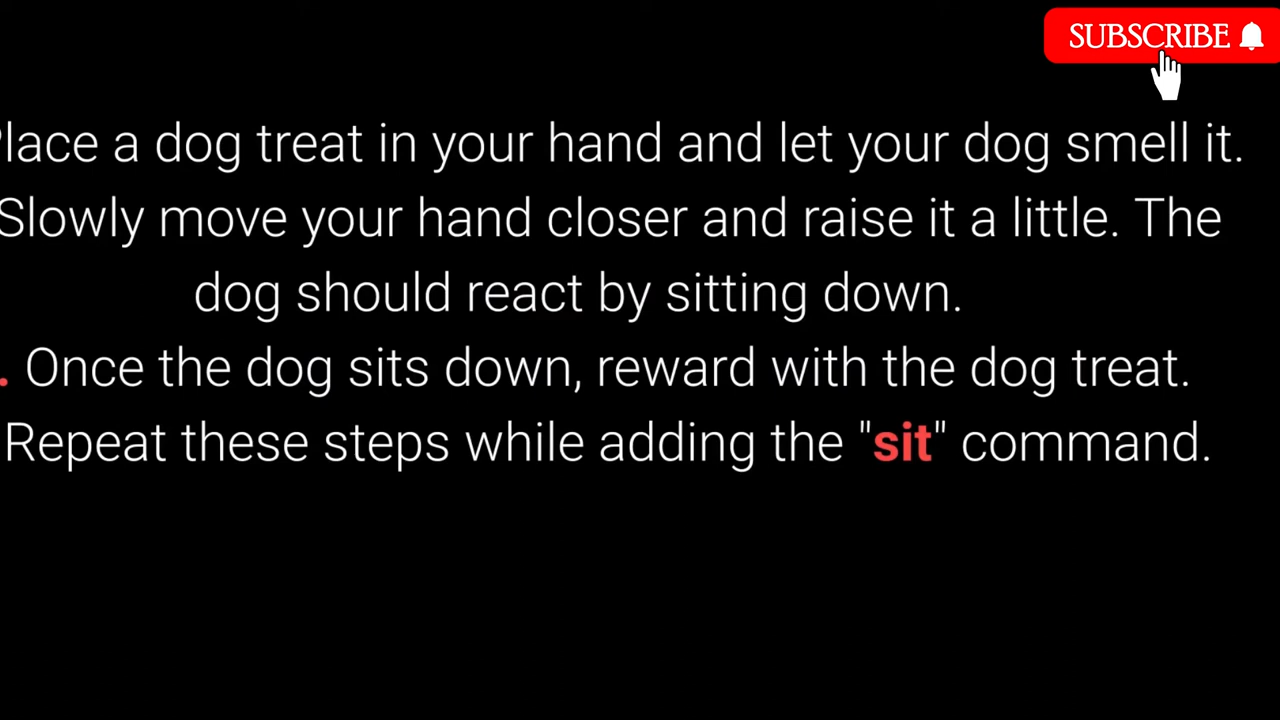 SUBSCRIBE
Place a dog treat in your hand and let your dog smell it.
Slowly move your hand closer and raise it a little. The
dog should react by sitting down.
. Once the dog sits down, reward with the dog treat.
Repeat these steps while adding the "sit" command.